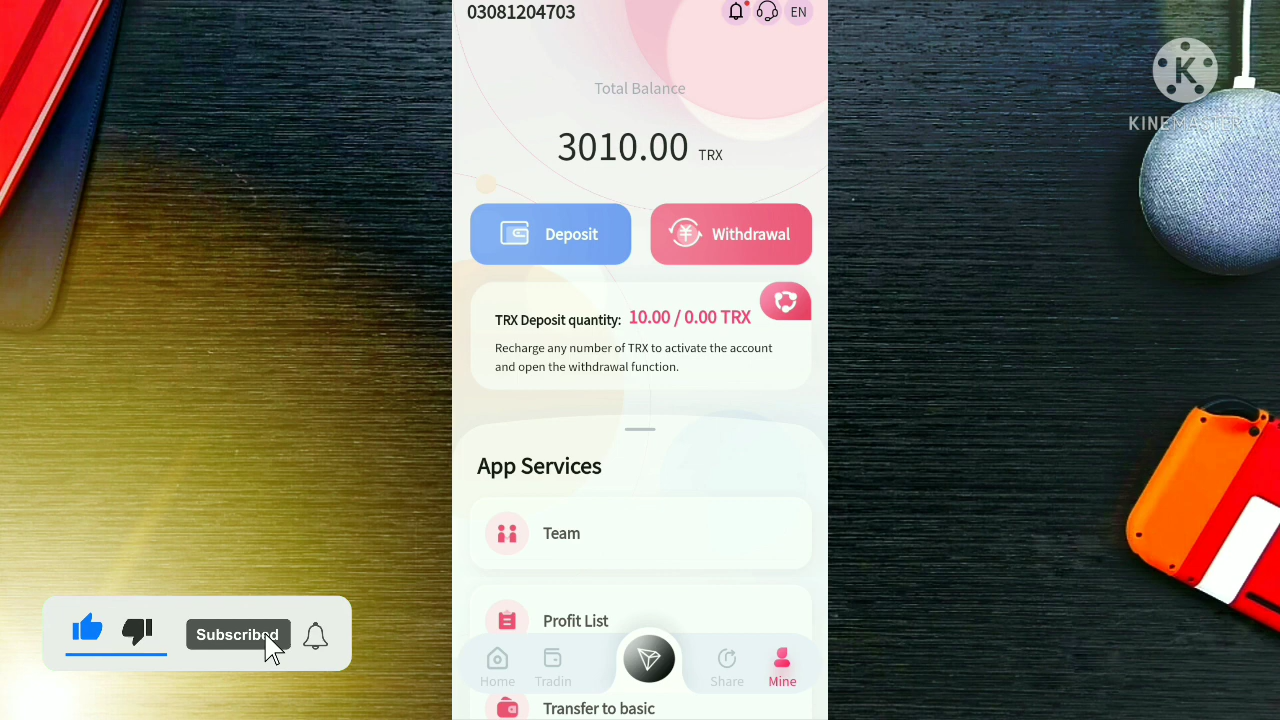 03081204703
EN
Total Balance
3010.00 TRX
Deposit
Withdrawal
TRX Deposit quantity: 10.00 / 0.00 TRX
Recharge any number of TRX to activate the account
and open the withdrawal function.
App Services
Team
Profit List
Home
Tradin
Share
Mine
Transfer to basic
Subscribed
K
KINEMASTER